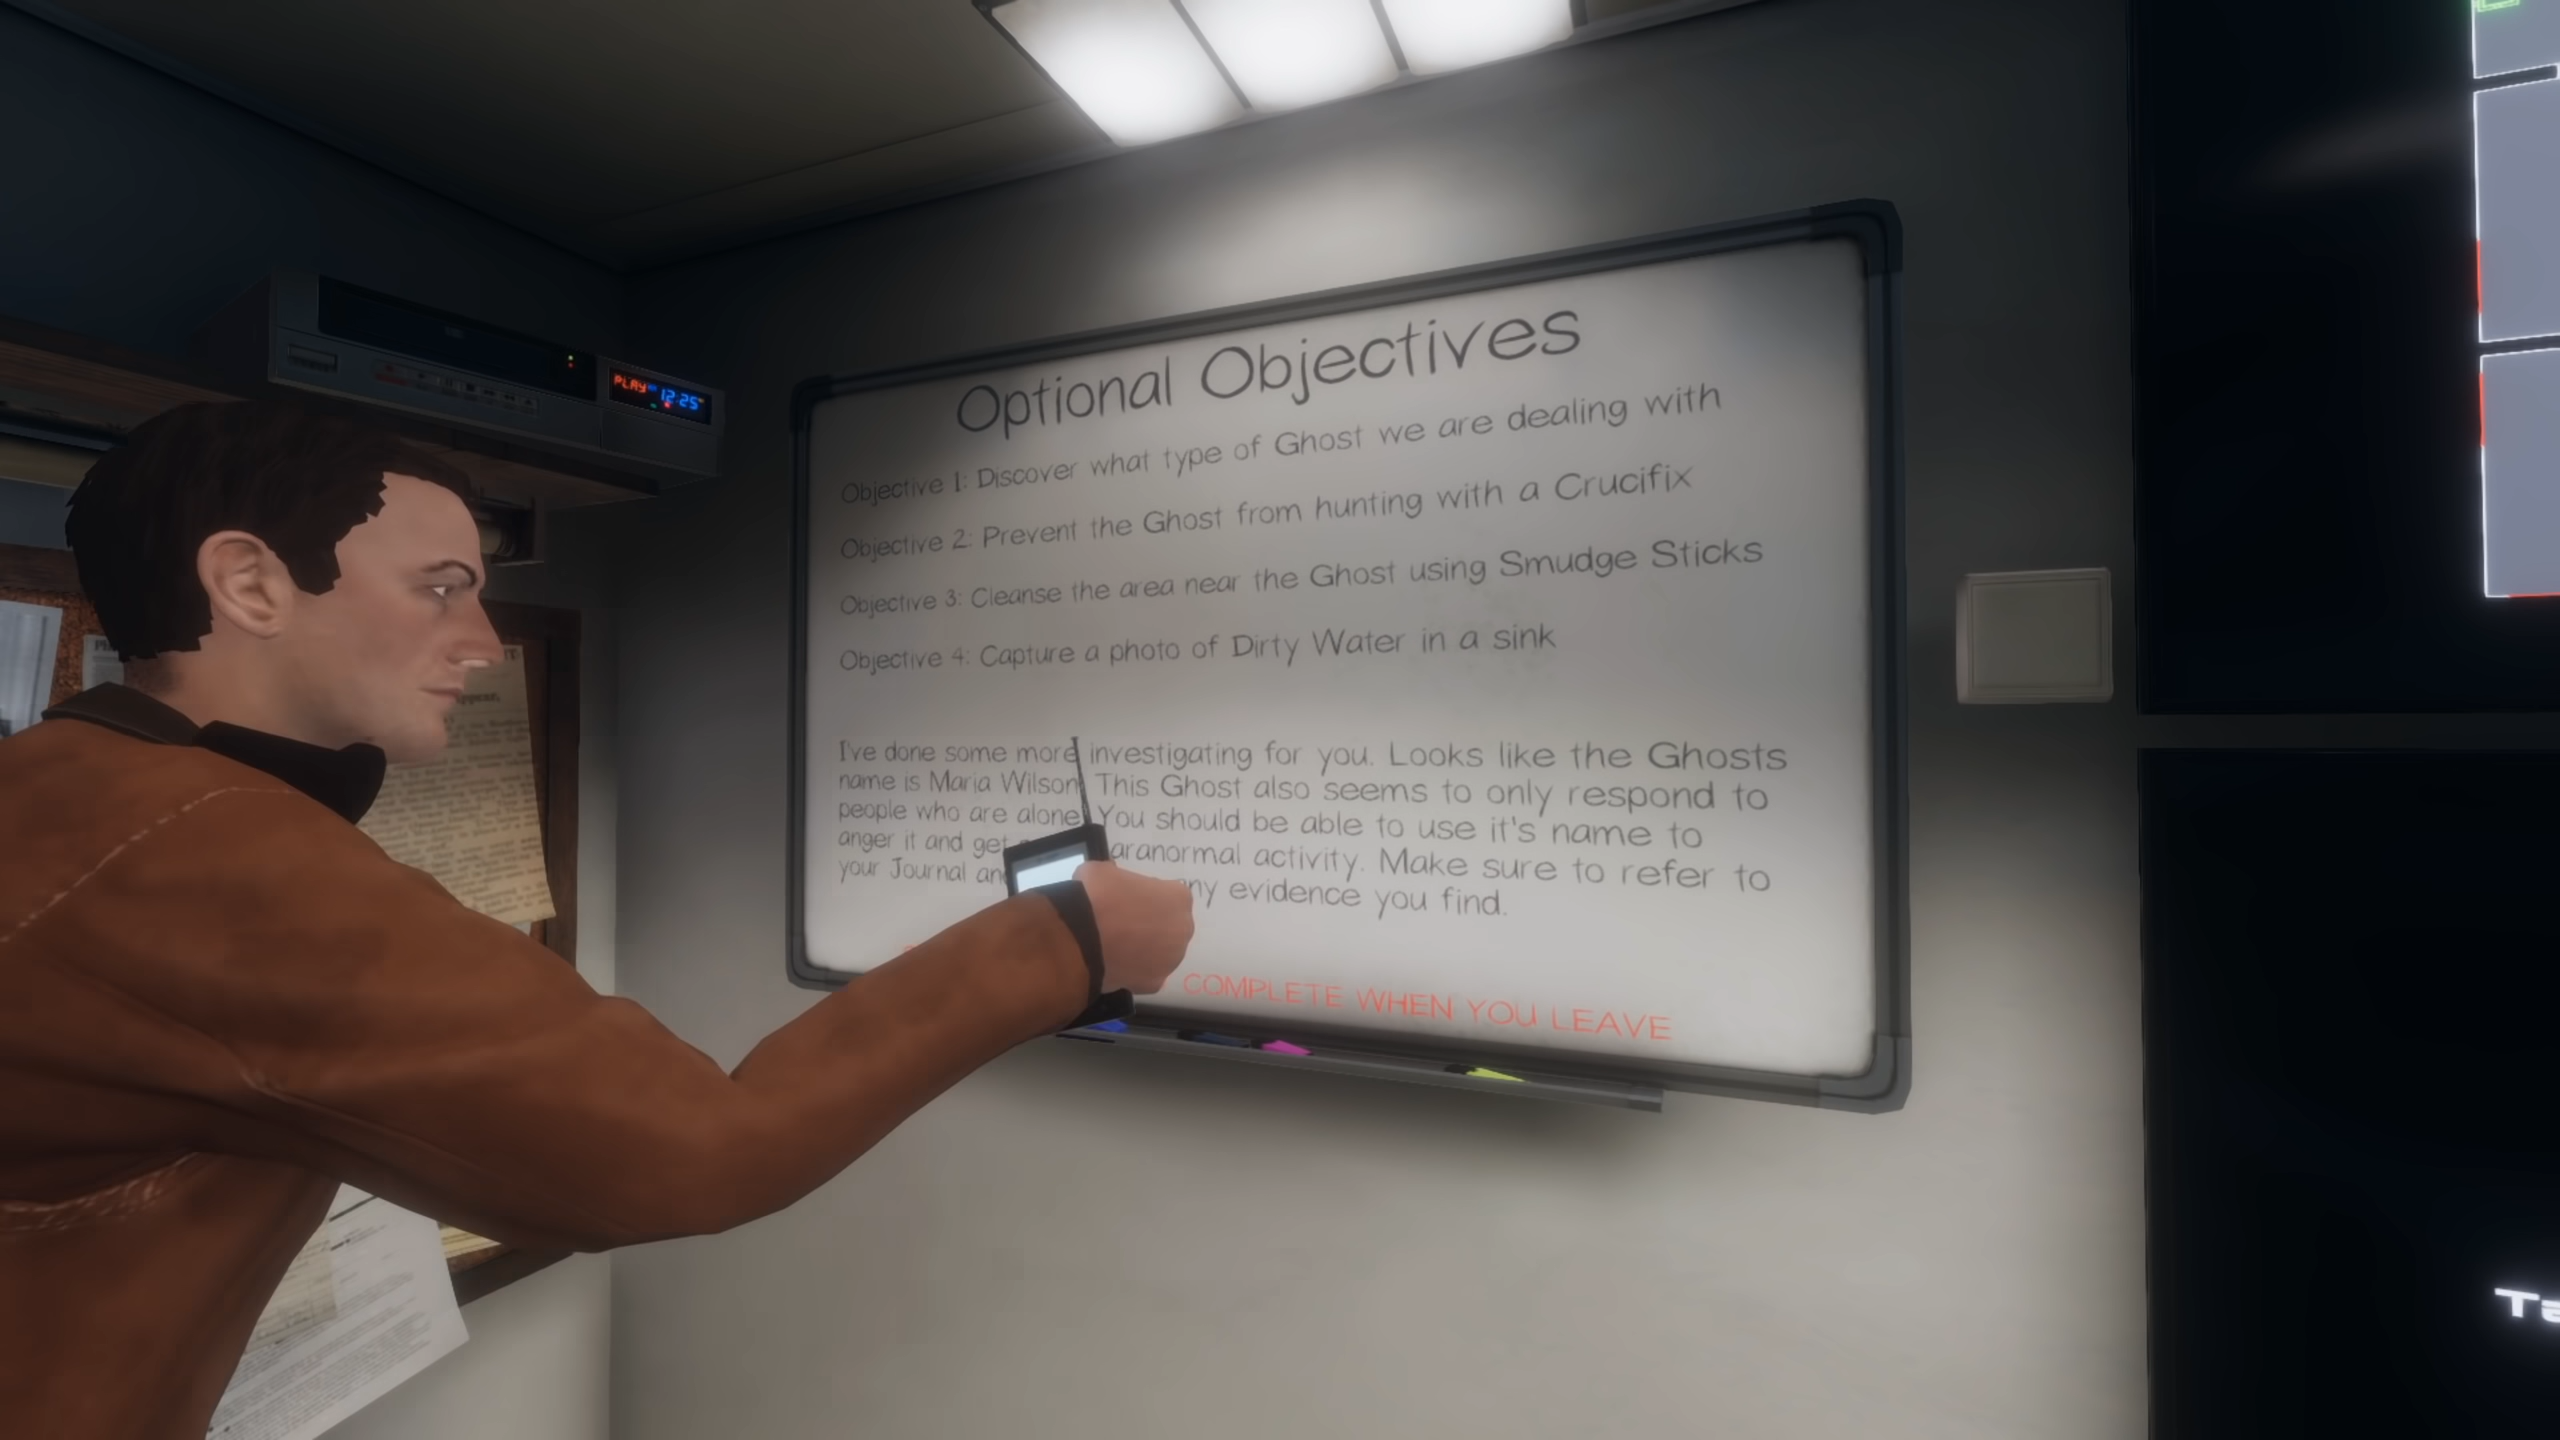 PLAY 12:25
Optional Objectives
Objective 1: Discover what type of Ghost we are dealing with
Objective 2: Prevent the Ghost from hunting with a Crucifix
Objective 3: Cleanse the area near the Ghost using Smudge Sticks
Objective 4: Capture a photo of Dirty Water in a sink
I've done some more investigating for you. Looks like the Ghosts
name is Maria Wilson. This Ghost also seems to only respond to
people who are alone. You should be able to use it's name to
anger it and get paranormal activity. Make sure to refer to
your Journal evidence you find.
COMPLETE WHEN YOU LEAVE